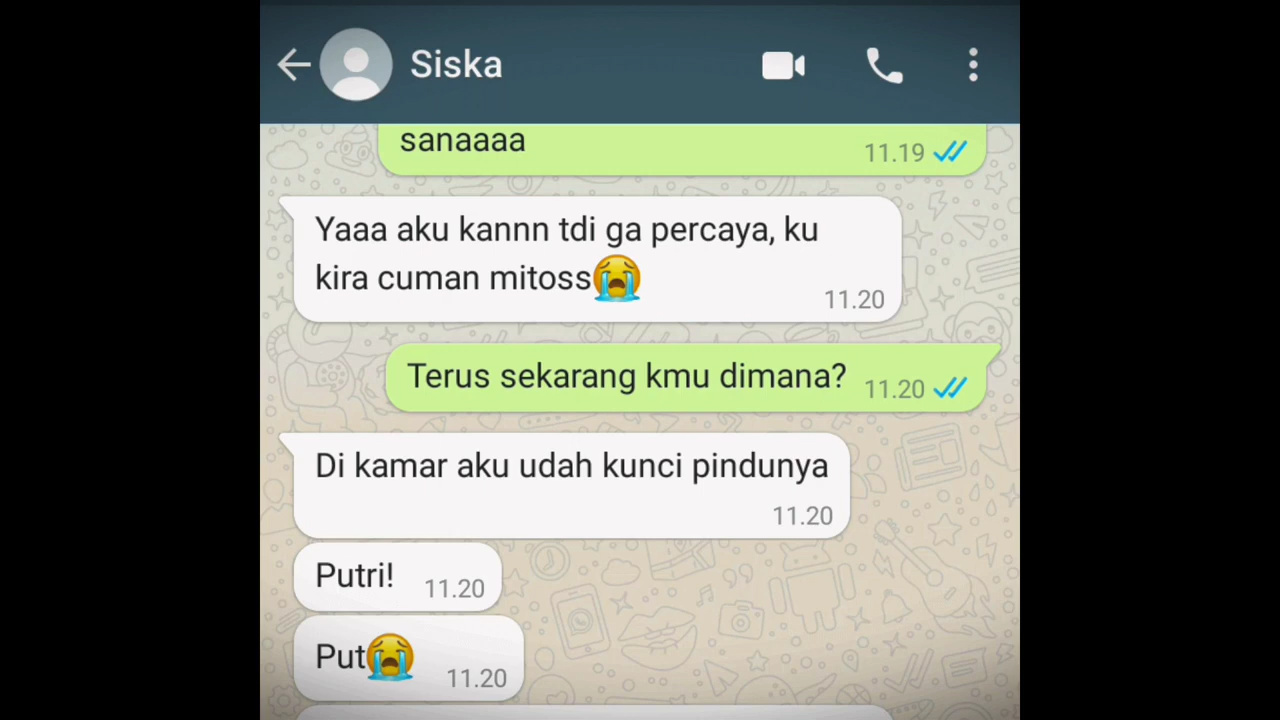 Siska
sanaaaa
11.19
Yaaa aku kannn tdi ga percaya, ku
kira cuman mitoss😭
11.20
Terus sekarang kmu dimana? 11.20
Di kamar aku udah kunci pindunya
11.20
Putri! 11.20
Put😭 11.20